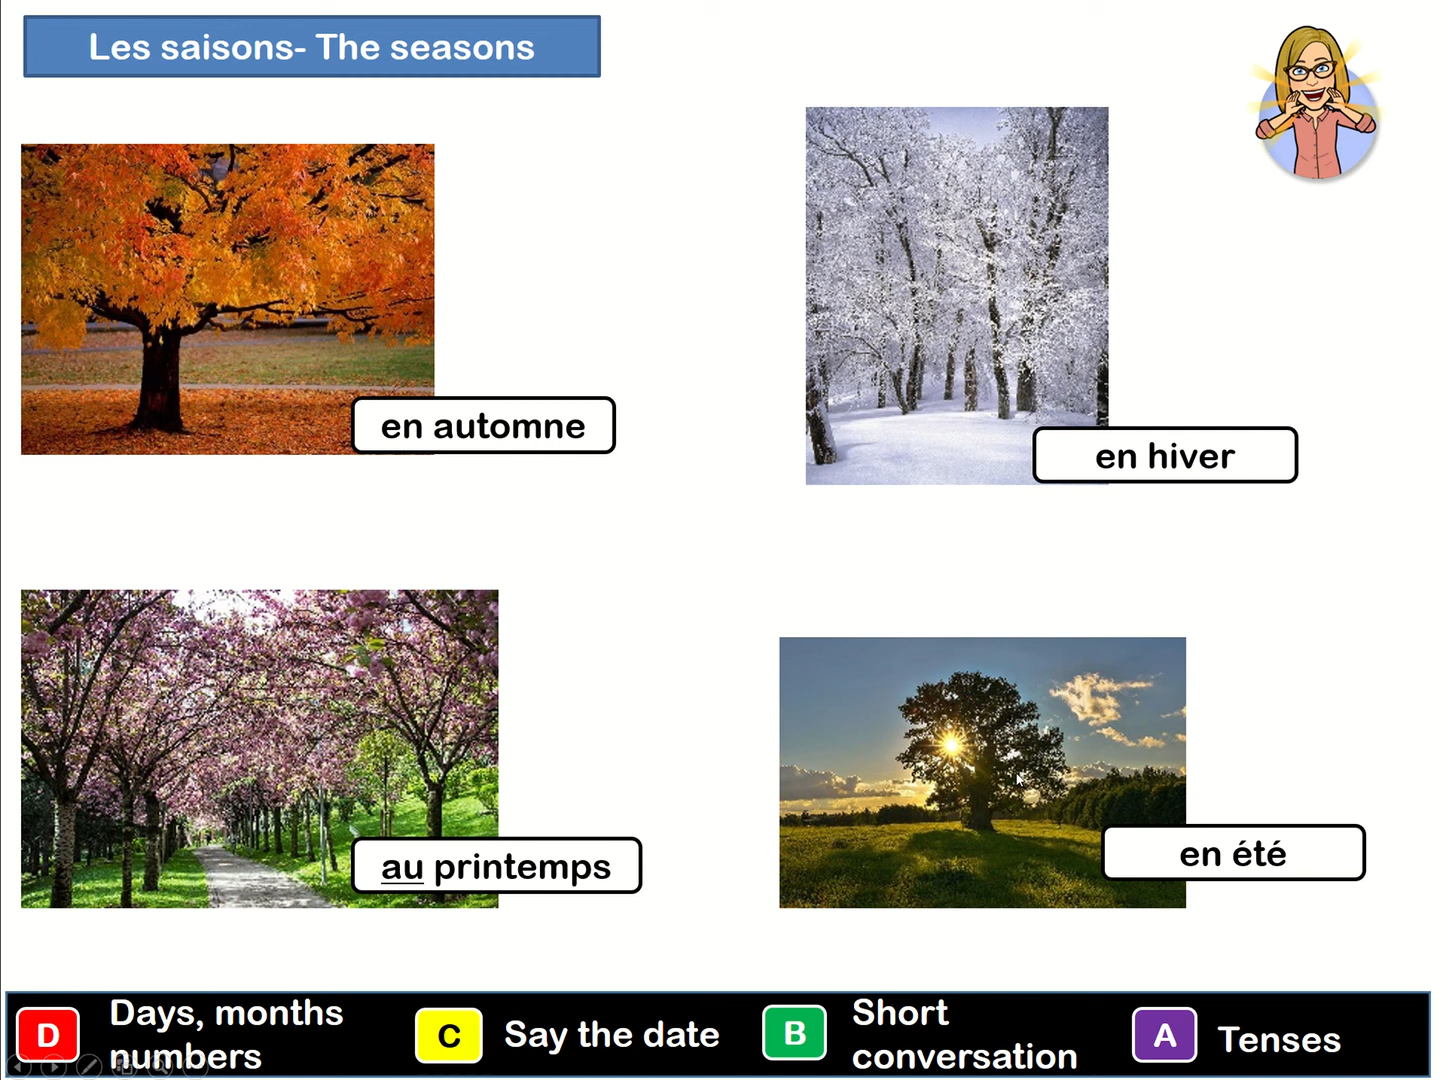 Les saisons- The seasons
en automne
en hiver
au printemps
en été
D
Days, months
numbers
C
Say the date
B
Short
conversation
A
Tenses